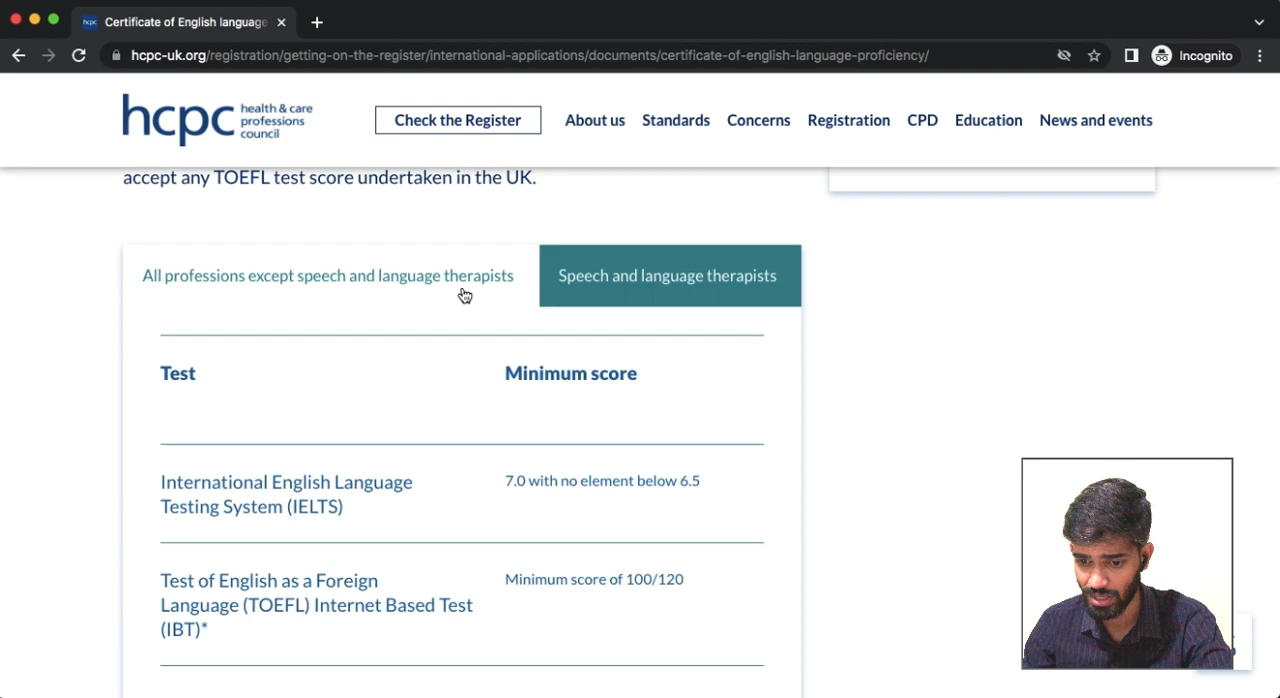 Certificate of English language
hcpc-uk.org/registration/getting-on-the-register/international-applications/documents/certificate-of-english-language-proficiency/
Incognito
hcpc health & care
professions
council
Check the Register
About us
Standards
Concerns
Registration
CPD
Education
News and events
accept any TOEFL test score undertaken in the UK.
All professions except speech and language therapists
Speech and language therapists
Test
Minimum score
International English Language
Testing System (IELTS)
7.0 with no element below 6.5
Test of English as a Foreign
Language (TOEFL) Internet Based Test
(IBT)*
Minimum score of 100/120